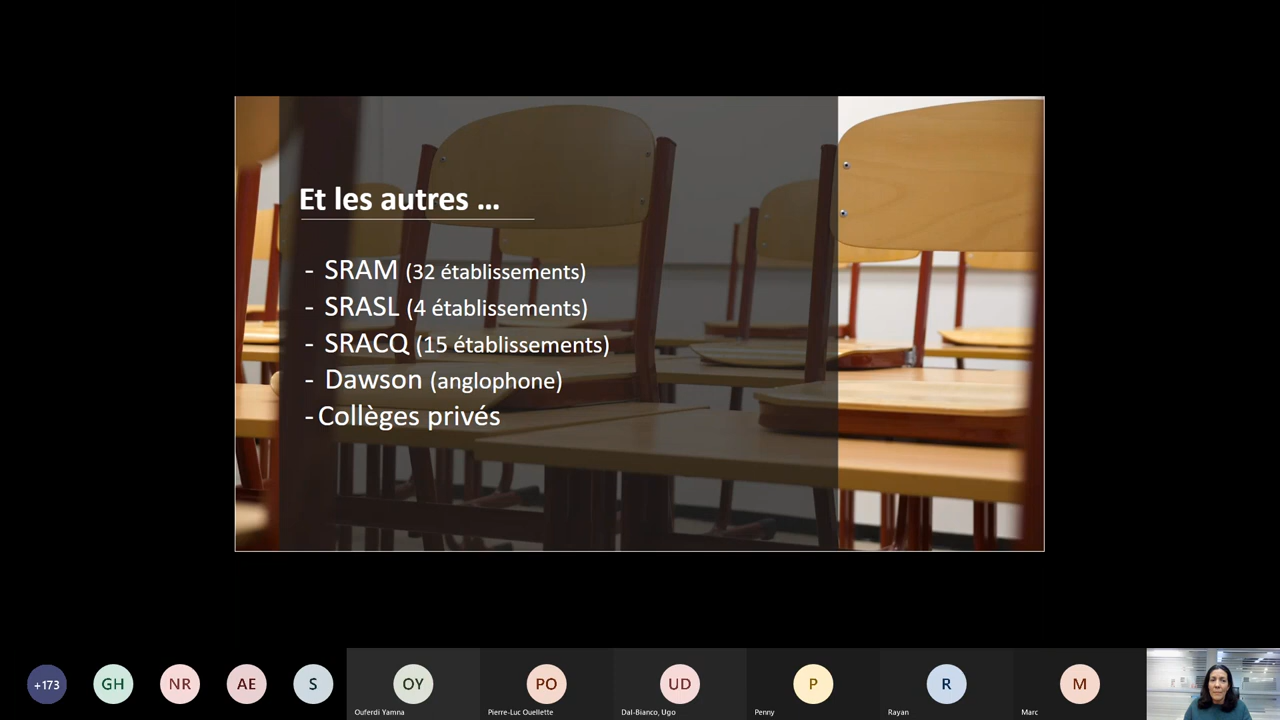 Et les autres ...
- SRAM (32 établissements)
- SRASL (4 établissements)
- SRACQ (15 établissements)
- Dawson (anglophone)
- Collèges privés
+173
GH
NR
AE
S
OY
PO
UD
P
R
M
Ouferdi Yamna
Pierre-Luc Ouellette
Dal-Bianco, Ugo
Penny
Rayan
Marc